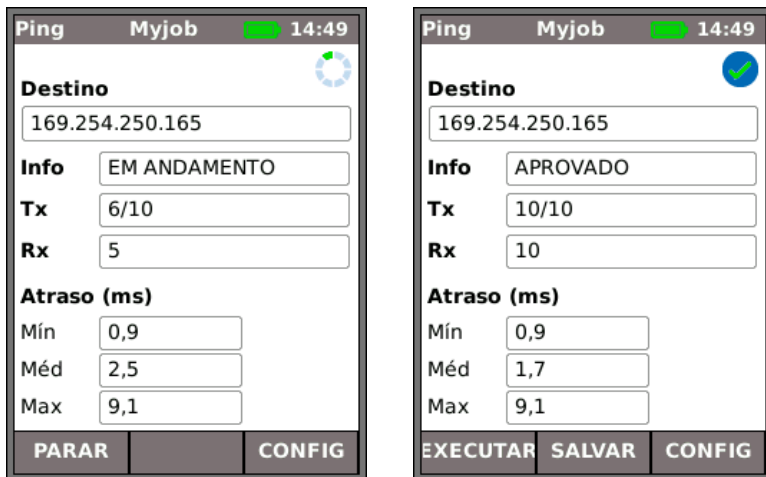 Ping Myjob 14:49
Destino
169.254.250.165
Info EM ANDAMENTO
Tx 6/10
Rx 5
Atraso (ms)
Mín 0,9
Méd 2,5
Max 9,1
PARAR CONFIG
Ping Myjob 14:49
Destino
169.254.250.165
Info APROVADO
Tx 10/10
Rx 10
Atraso (ms)
Mín 0,9
Méd 1,7
Max 9,1
EXECUTAR SALVAR CONFIG